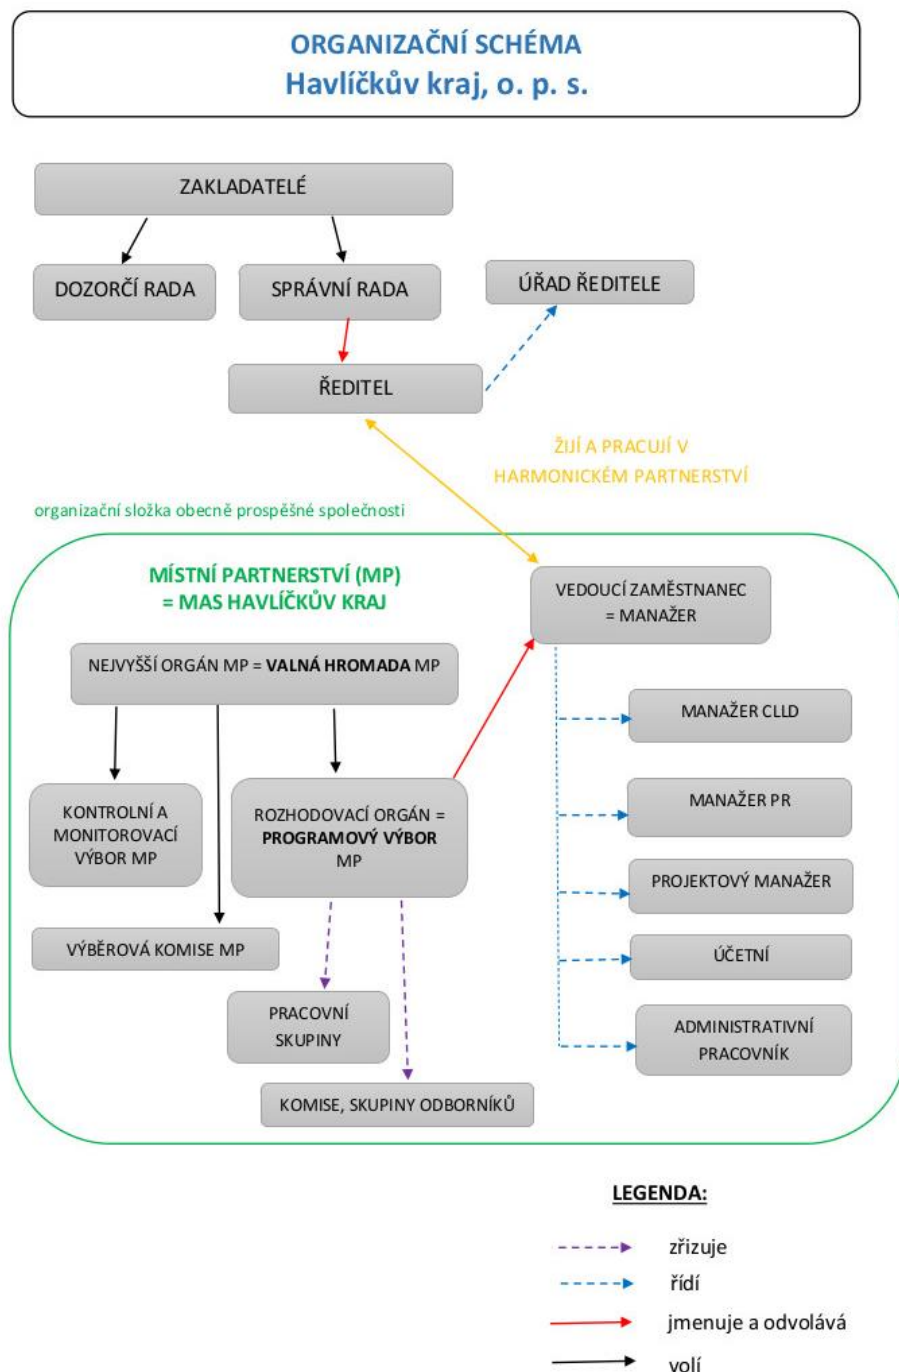 ORGANIZAČNÍ SCHÉMA
Havlíčkův kraj, o. p. s.
ZAKLADATELÉ
DOZORČÍ RADA
SPRÁVNÍ RADA
ÚŘAD ŘEDITELE
ŘEDITEL
ŽIJÍ A PRACUJÍ V
HARMONICKÉM PARTNERSTVÍ
organizační složka obecně prospěšné společnosti
MÍSTNÍ PARTNERSTVÍ (MP)
= MAS HAVLÍČKŮV KRAJ
VEDOUCÍ ZAMĚSTNANEC
= MANAŽER
NEJVYŠŠÍ ORGÁN MP = VALNÁ HROMADA MP
MANAŽER CLLD
KONTROLNÍ A
MONITOROVACÍ
VÝBOR MP
ROZHODOVACÍ ORGÁN =
PROGRAMOVÝ VÝBOR
MP
MANAŽER PR
PROJEKTOVÝ MANAŽER
VÝBĚROVÁ KOMISE MP
ÚČETNÍ
PRACOVNÍ
SKUPINY
ADMINISTRATIVNÍ
PRACOVNÍK
KOMISE, SKUPINY ODBORNÍKŮ
LEGENDA:
zřizuje
řídí
jmenuje a odvolává
volí